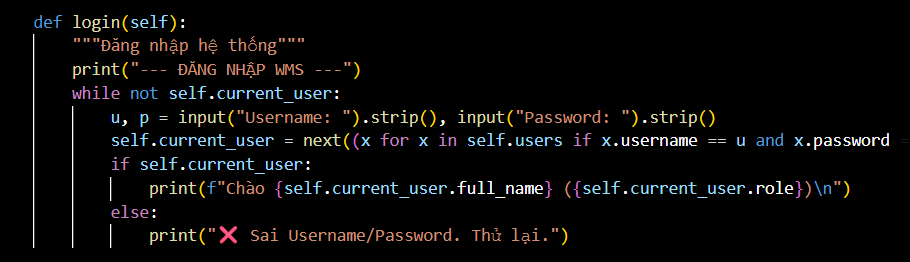 def login(self):
    """Đăng nhập hệ thống"""
    print("--- ĐĂNG NHẬP WMS ---")
    while not self.current_user:
        u, p = input("Username: ").strip(), input("Password: ").strip()
        self.current_user = next((x for x in self.users if x.username == u and x.password =
        if self.current_user:
            print(f"Chào {self.current_user.full_name} ({self.current_user.role})\n")
        else:
            print("❌ Sai Username/Password. Thử lại.")